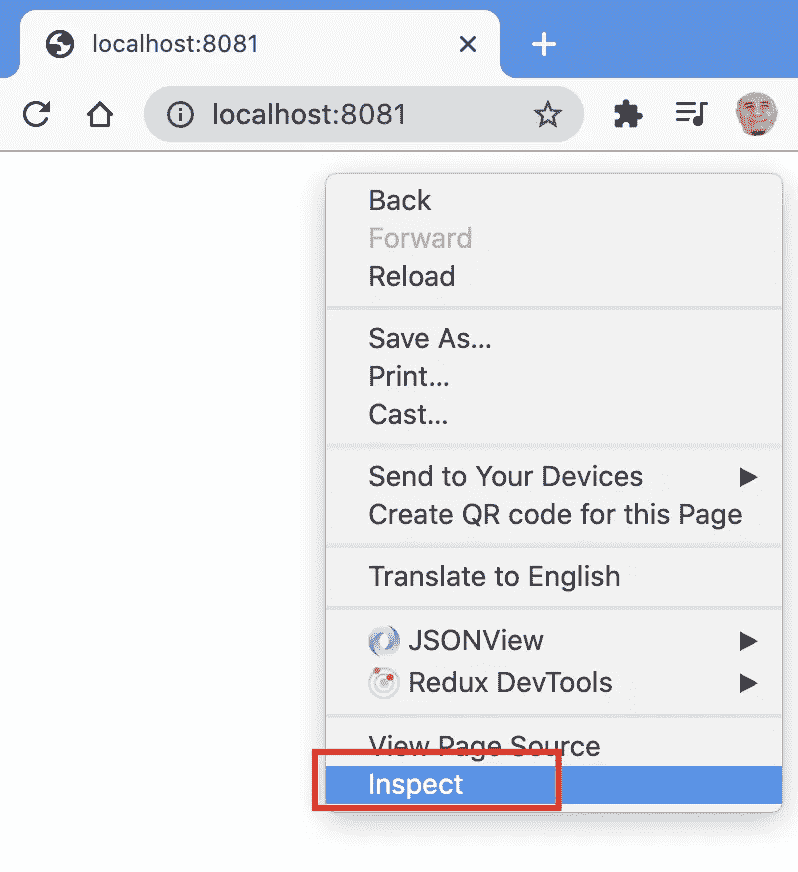 localhost:8081
localhost:8081
Back
Forward
Reload
Save As...
Print...
Cast...
Send to Your Devices
Create QR code for this Page
Translate to English
JSONView
Redux DevTools
View Page Source
Inspect